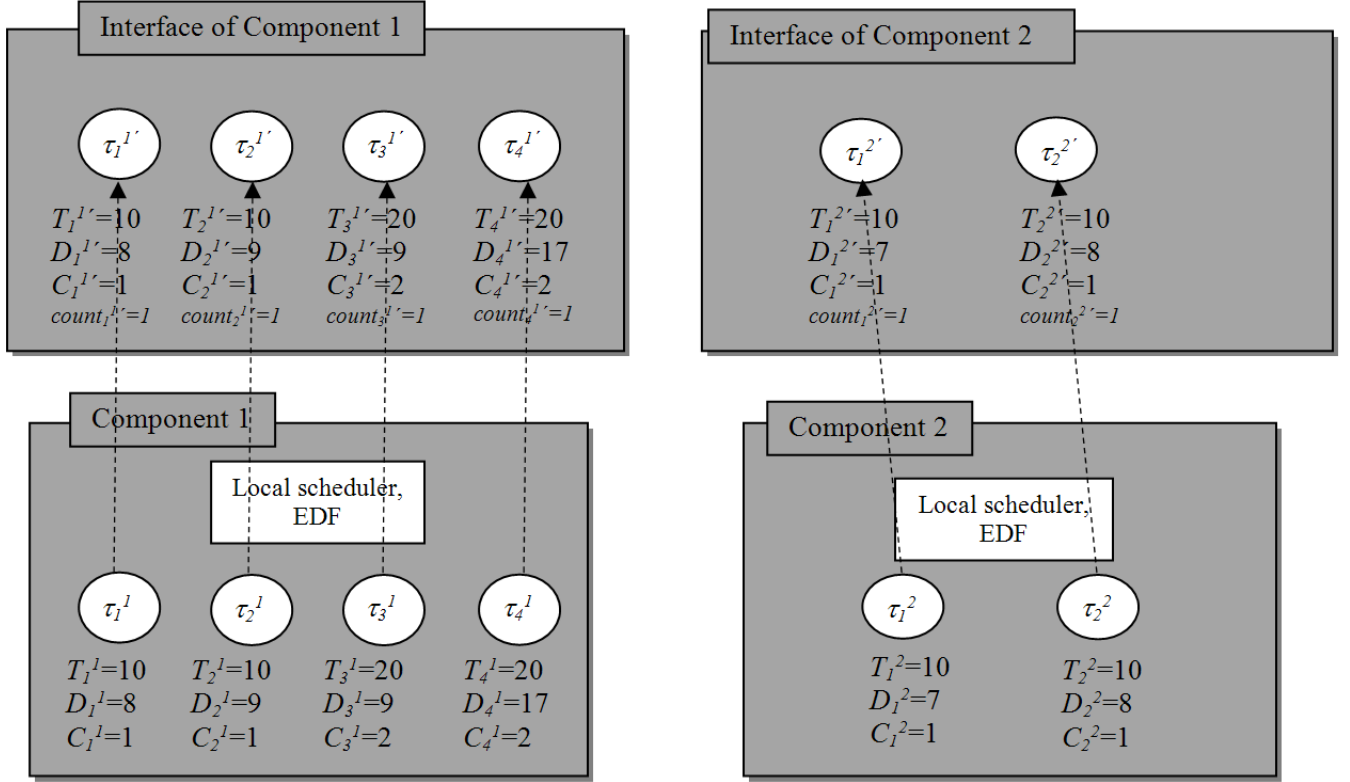 Interface of Component 1
τ₁¹′ τ₂¹′ τ₃¹′ τ₄¹′
T₁¹′=10 T₂¹′=10 T₃¹′=20 T₄¹′=20
D₁¹′=8 D₂¹′=9 D₃¹′=9 D₄¹′=17
C₁¹′=1 C₂¹′=1 C₃¹′=2 C₄¹′=2
count₁¹′=1 count₂¹′=1 count₃¹′=1 count₄¹′=1
Interface of Component 2
τ₁²′ τ₂²′
T₁²′=10 T₂²′=10
D₁²′=7 D₂²′=8
C₁²′=1 C₂²′=1
count₁²′=1 count₂²′=1
Component 1
Local scheduler,
EDF
τ₁¹ τ₂¹ τ₃¹ τ₄¹
T₁¹=10 T₂¹=10 T₃¹=20 T₄¹=20
D₁¹=8 D₂¹=9 D₃¹=9 D₄¹=17
C₁¹=1 C₂¹=1 C₃¹=2 C₄¹=2
Component 2
Local scheduler,
EDF
τ₁² τ₂²
T₁²=10 T₂²=10
D₁²=7 D₂²=8
C₁²=1 C₂²=1